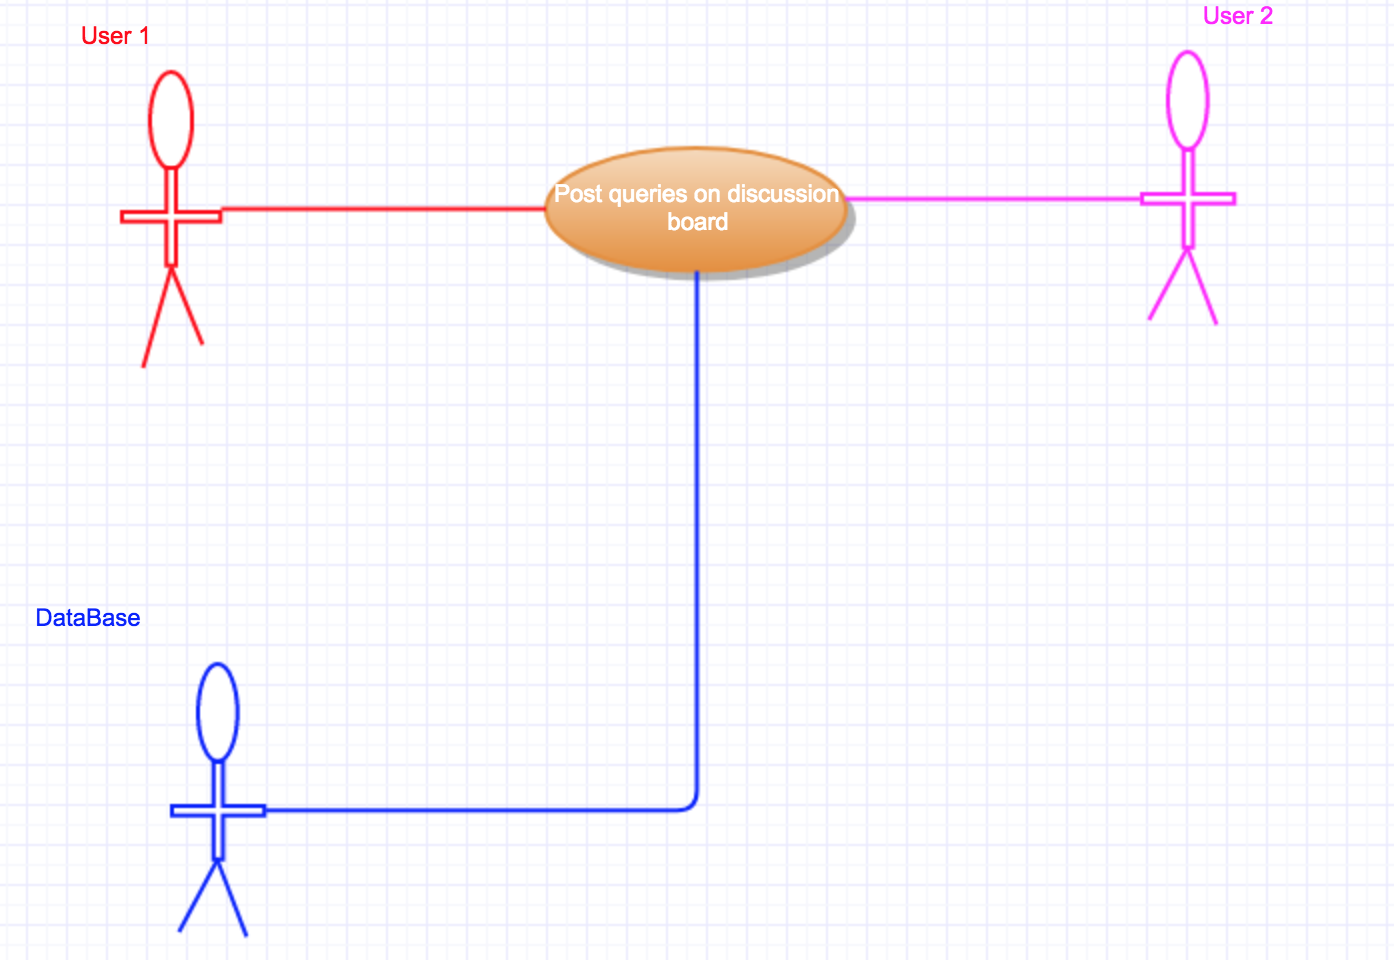 User 1
User 2
Post queries on discussion
board
DataBase